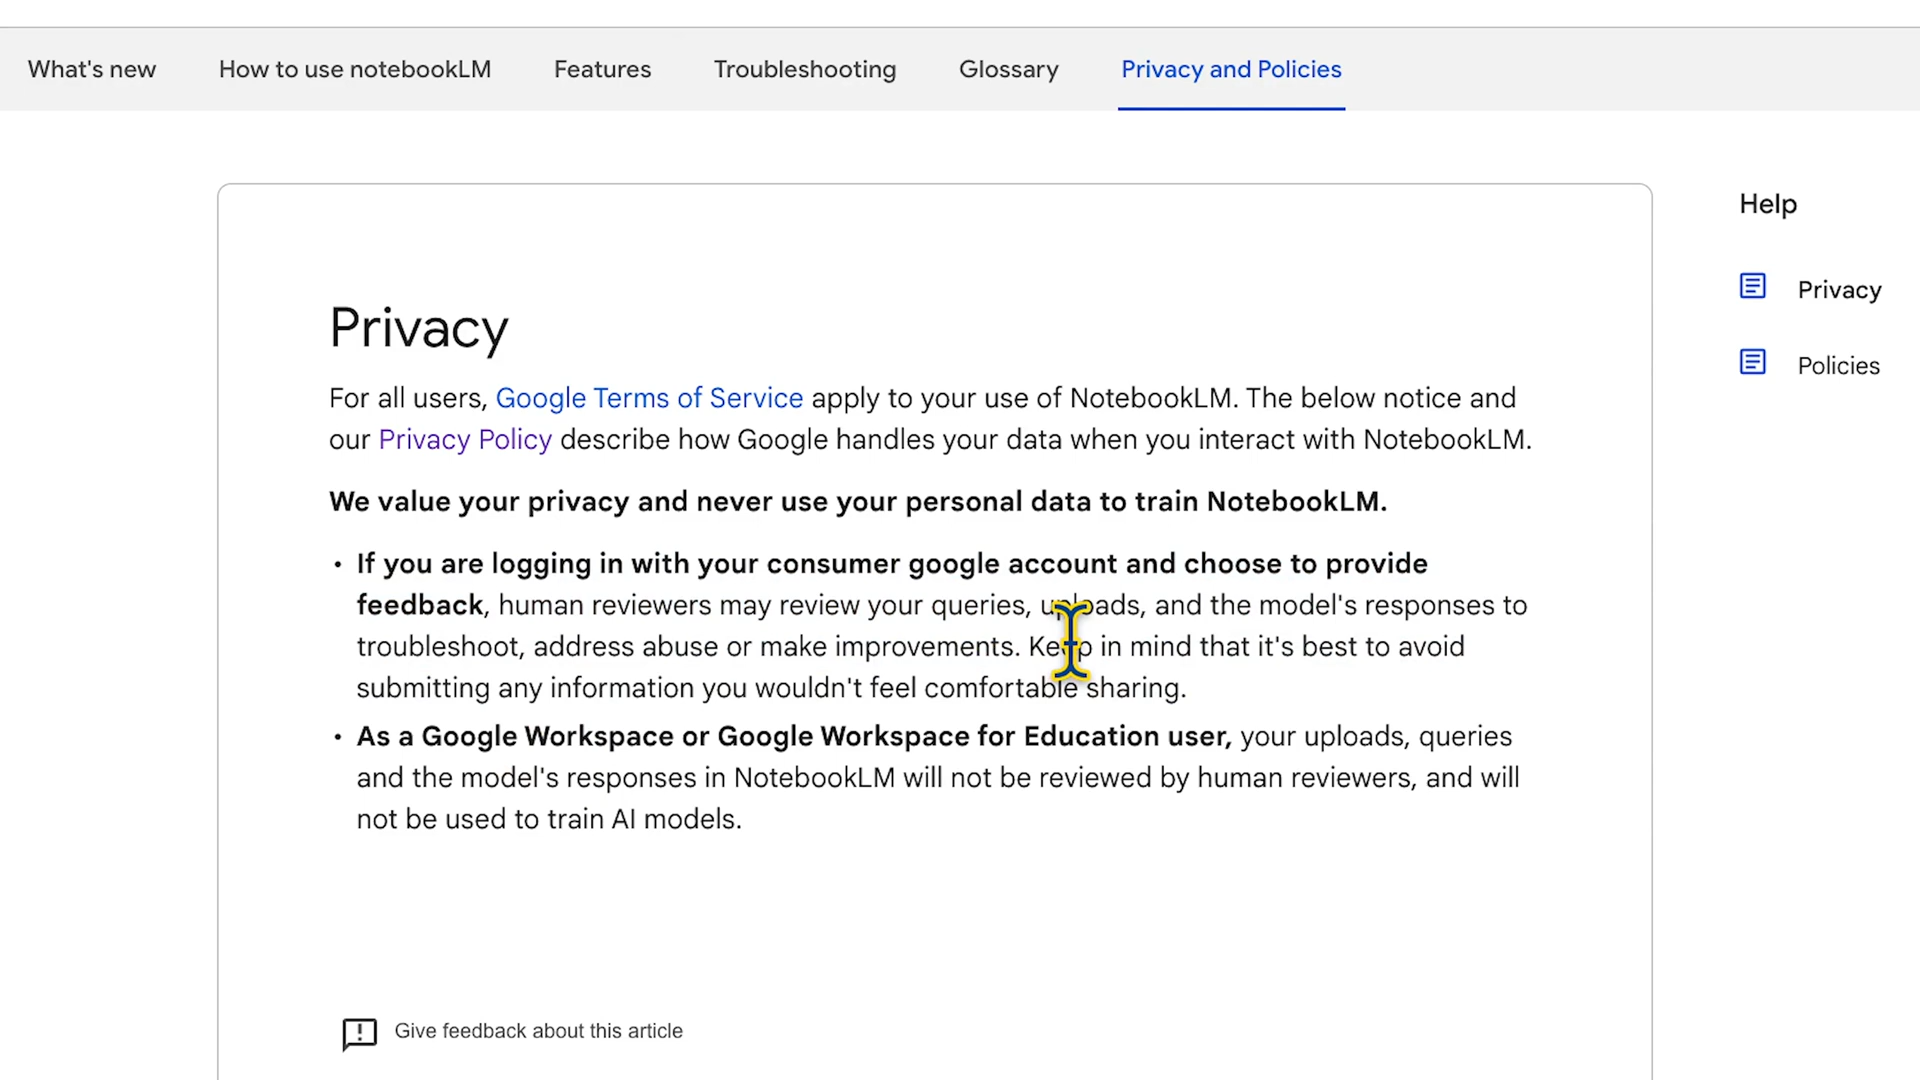 What's new
How to use notebookLM
Features
Troubleshooting
Glossary
Privacy and Policies
Privacy
For all users, Google Terms of Service apply to your use of NotebookLM. The below notice and
our Privacy Policy describe how Google handles your data when you interact with NotebookLM.
We value your privacy and never use your personal data to train NotebookLM.
• If you are logging in with your consumer google account and choose to provide
feedback, human reviewers may review your queries, uploads, and the model's responses to
troubleshoot, address abuse or make improvements. Keep in mind that it's best to avoid
submitting any information you wouldn't feel comfortable sharing.
• As a Google Workspace or Google Workspace for Education user, your uploads, queries
and the model's responses in NotebookLM will not be reviewed by human reviewers, and will
not be used to train AI models.
Give feedback about this article
Help
Privacy
Policies